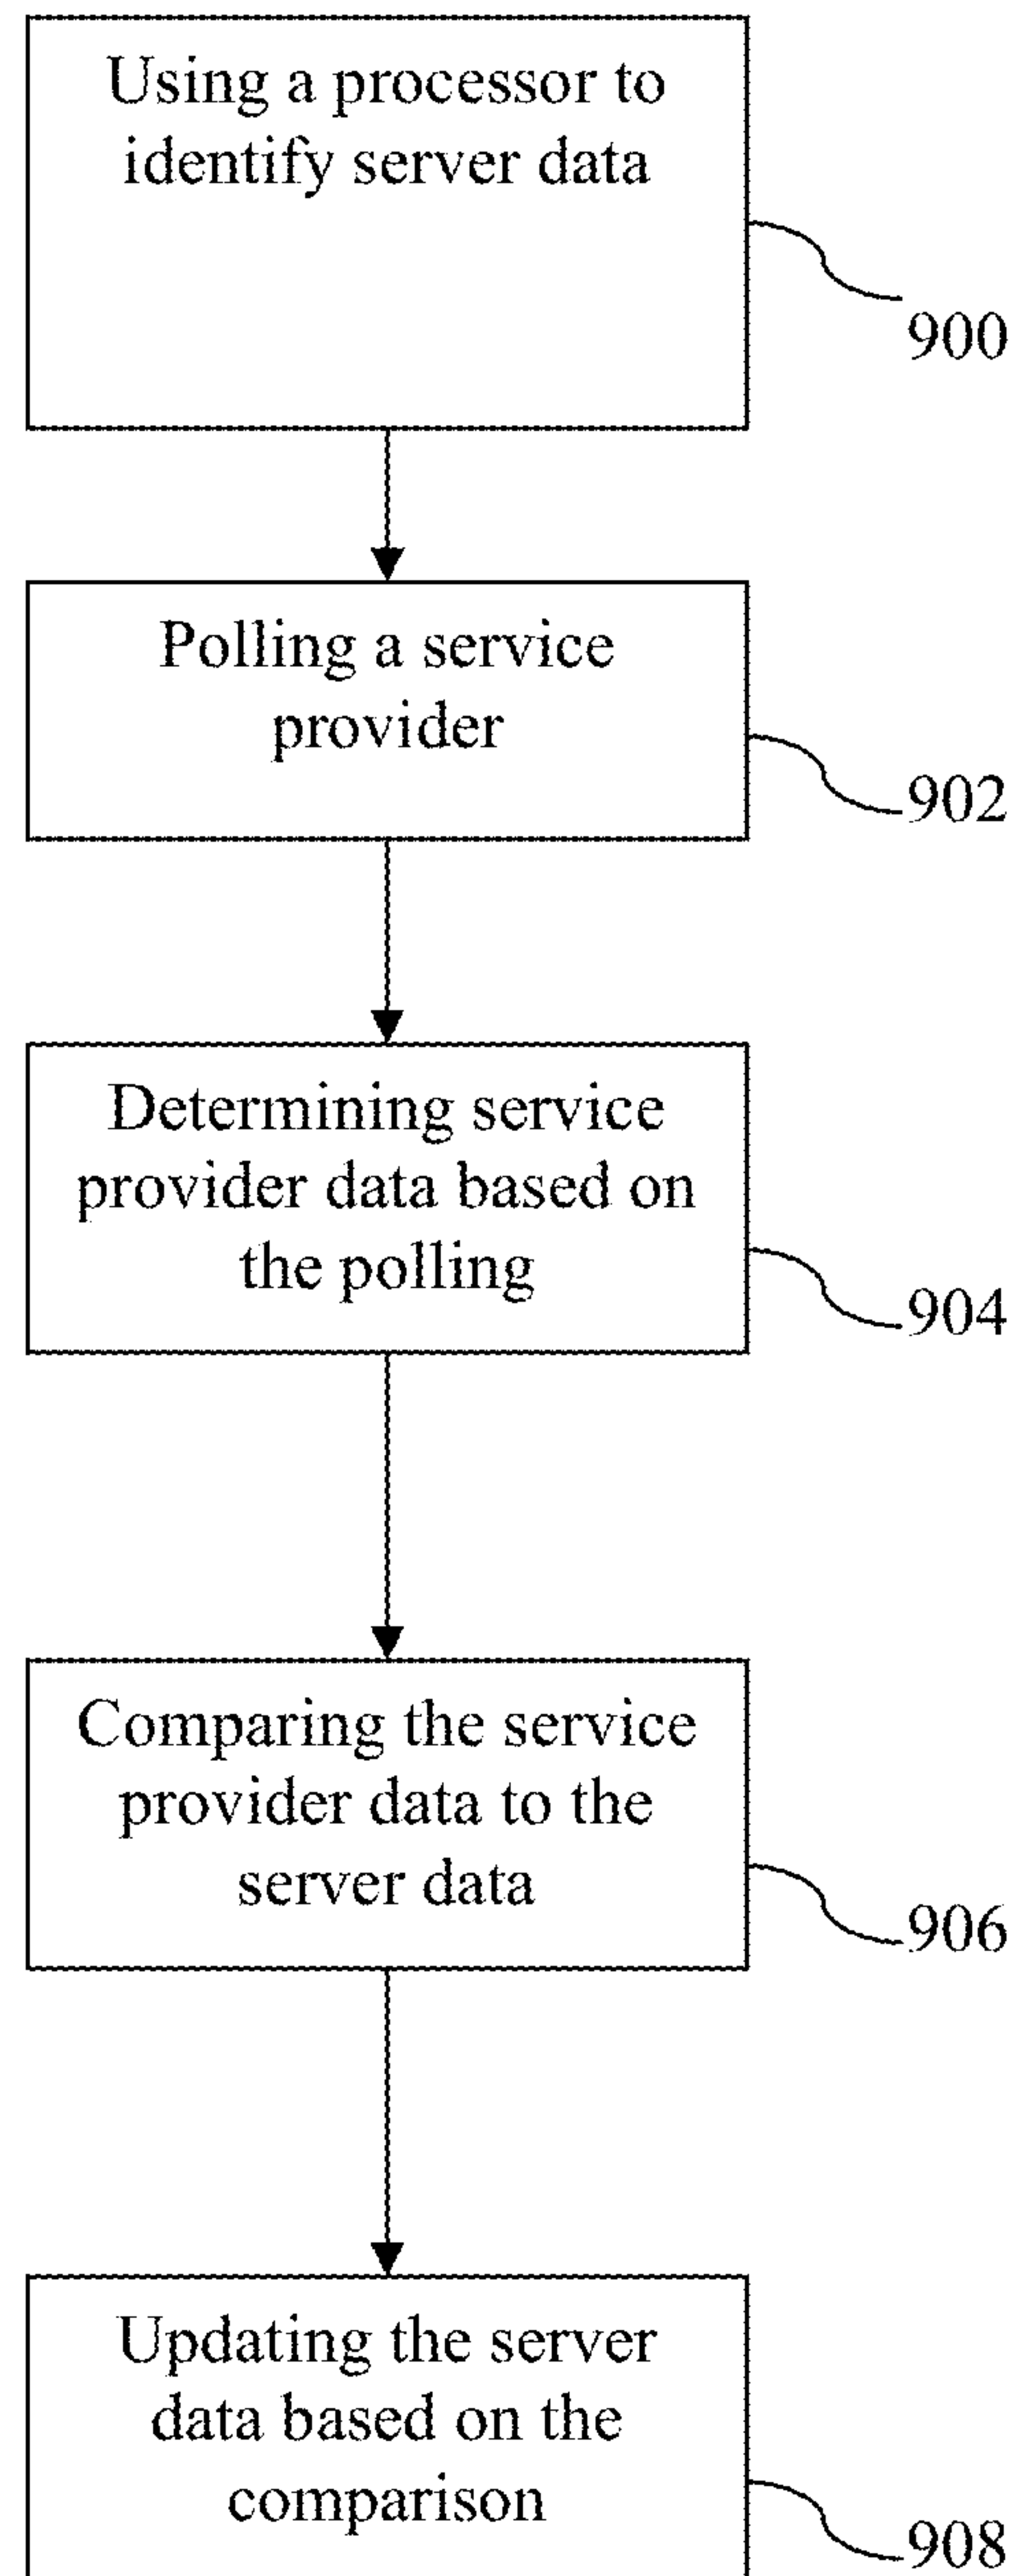 Using a processor to
identify server data
900
Polling a service
provider
902
Determining service
provider data based on
the polling
904
Comparing the service
provider data to the
server data
906
Updating the server
data based on the
comparison
908